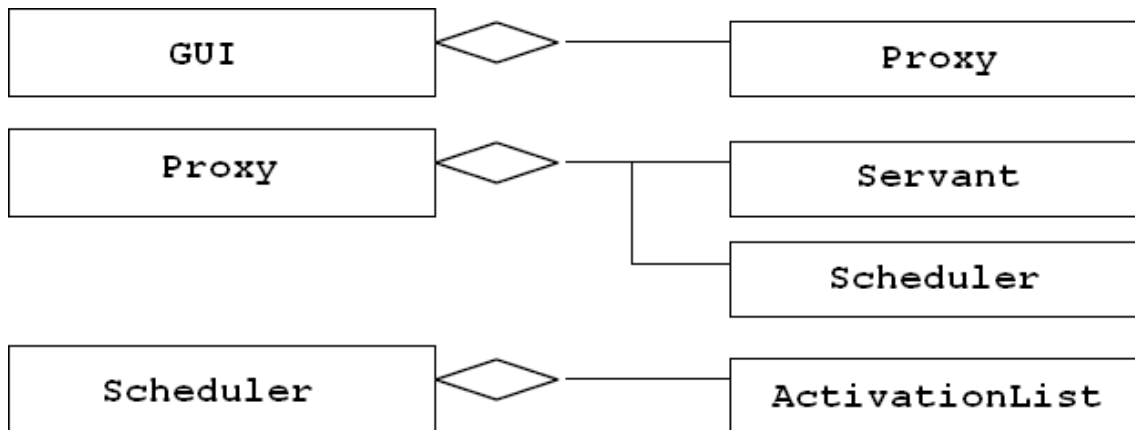 GUI
Proxy
Proxy
Servant
Scheduler
Scheduler
ActivationList